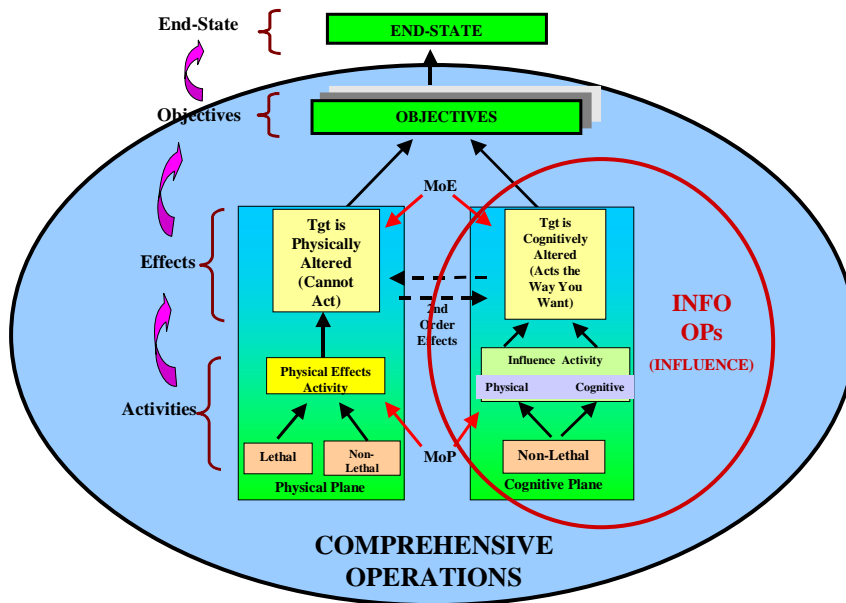 End-State
END-STATE
Objectives
OBJECTIVES
MoE
Effects
Tgt is
Physically
Altered
(Cannot
Act)
Tgt is
Cognitively
Altered
(Acts the
Way You
Want)
2nd
Order
Effects
INFO
OPs
(INFLUENCE)
Activities
Physical Effects
Activity
Influence Activity
Physical
Cognitive
Lethal
Non-
Lethal
MoP
Non-Lethal
Physical Plane
Cognitive Plane
COMPREHENSIVE
OPERATIONS